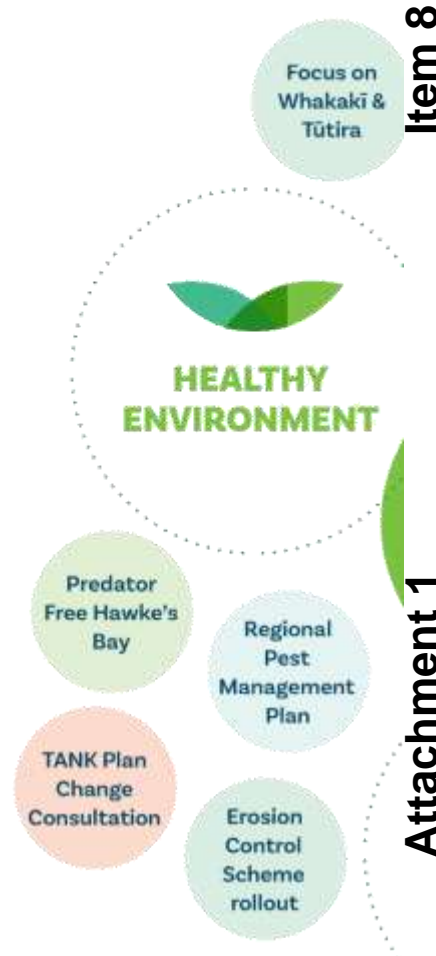 Focus on
Whakakī &
Tūtira
Item 8
HEALTHY
ENVIRONMENT
Predator
Free Hawke's
Bay
Regional
Pest
Management
Plan
Attachment 1
TANK Plan
Change
Consultation
Erosion
Control
Scheme
rollout